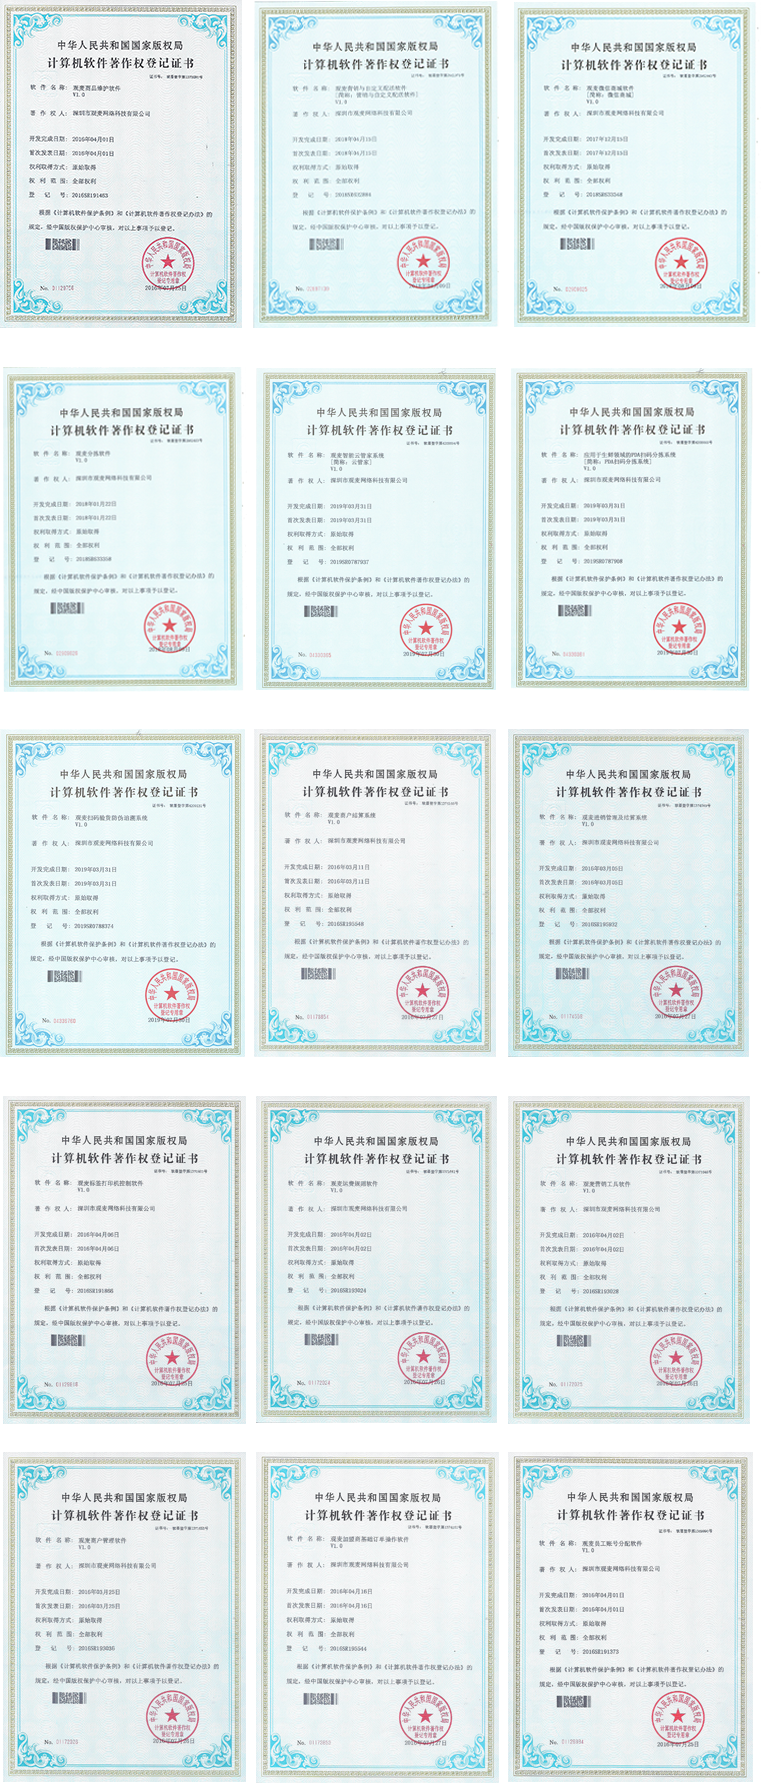 中华人民共和国国家版权局
计算机软件著作权登记证书
软 件 名 称： 观麦商品维护软件
V1.0
著 作 权 人： 深圳市观麦网络科技有限公司
开发完成日期： 2016年04月01日
首次发表日期： 2016年04月01日
权利取得方式： 原始取得
权 利 范 围： 全部权利
登 记 号： 2016SR191463
根据《计算机软件保护条例》和《计算机软件著作权登记办法》的
规定，经中国版权保护中心审核，对以上事项予以登记。
中华人民共和国国家版权局
计算机软件著作权
登记专用章
中华人民共和国国家版权局
计算机软件著作权登记证书
软 件 名 称：
V1.0
著 作 权 人： 深圳市观麦网络科技有限公司
开发完成日期： 2018年04月15日
首次发表日期： 2018年04月15日
权利取得方式： 原始取得
权 利 范 围： 全部权利
登 记 号：
根据《计算机软件保护条例》和《计算机软件著作权登记办法》的
规定，经中国版权保护中心审核，对以上事项予以登记。
中华人民共和国国家版权局
计算机软件著作权登记证书
软 件 名 称： 观麦微信商城软件
[简称：微信商城]
V1.0
著 作 权 人： 深圳市观麦网络科技有限公司
开发完成日期： 2017年12月15日
首次发表日期： 2017年12月15日
权利取得方式： 原始取得
权 利 范 围： 全部权利
登 记 号：
根据《计算机软件保护条例》和《计算机软件著作权登记办法》的
规定，经中国版权保护中心审核，对以上事项予以登记。
中华人民共和国国家版权局
计算机软件著作权登记证书
软 件 名 称： 观麦分拣软件
V1.0
著 作 权 人： 深圳市观麦网络科技有限公司
开发完成日期： 2018年01月22日
首次发表日期： 2018年01月22日
权利取得方式： 原始取得
权 利 范 围： 全部权利
登 记 号：
根据《计算机软件保护条例》和《计算机软件著作权登记办法》的
规定，经中国版权保护中心审核，对以上事项予以登记。
中华人民共和国国家版权局
计算机软件著作权登记证书
软 件 名 称： 观麦智能云管家系统
[简称：云管家]
V1.0
著 作 权 人： 深圳市观麦网络科技有限公司
开发完成日期： 2019年03月31日
首次发表日期： 2019年03月31日
权利取得方式： 原始取得
权 利 范 围： 全部权利
登 记 号： 2019SR0787937
根据《计算机软件保护条例》和《计算机软件著作权登记办法》的
规定，经中国版权保护中心审核，对以上事项予以登记。
中华人民共和国国家版权局
计算机软件著作权登记证书
软 件 名 称： 应用于生鲜领域的PDA扫码分拣系统
[简称：PDA扫码分拣系统]
V1.0
著 作 权 人： 深圳市观麦网络科技有限公司
开发完成日期： 2019年03月31日
首次发表日期： 2019年03月31日
权利取得方式： 原始取得
权 利 范 围： 全部权利
登 记 号： 2019SR0787968
根据《计算机软件保护条例》和《计算机软件著作权登记办法》的
规定，经中国版权保护中心审核，对以上事项予以登记。
中华人民共和国国家版权局
计算机软件著作权登记证书
软 件 名 称： 观麦扫码验货防伪追溯系统
V1.0
著 作 权 人： 深圳市观麦网络科技有限公司
开发完成日期： 2019年03月31日
首次发表日期： 2019年03月31日
权利取得方式： 原始取得
权 利 范 围： 全部权利
登 记 号： 2019SR0788374
根据《计算机软件保护条例》和《计算机软件著作权登记办法》的
规定，经中国版权保护中心审核，对以上事项予以登记。
中华人民共和国国家版权局
计算机软件著作权登记证书
软 件 名 称： 观麦商户结算系统
V1.0
著 作 权 人： 深圳市观麦网络科技有限公司
开发完成日期： 2016年03月11日
首次发表日期： 2016年03月11日
权利取得方式： 原始取得
权 利 范 围： 全部权利
登 记 号： 2016SR195548
根据《计算机软件保护条例》和《计算机软件著作权登记办法》的
规定，经中国版权保护中心审核，对以上事项予以登记。
中华人民共和国国家版权局
计算机软件著作权登记证书
软 件 名 称： 观麦进销管理及结算系统
V1.0
著 作 权 人： 深圳市观麦网络科技有限公司
开发完成日期： 2016年03月05日
首次发表日期： 2016年03月05日
权利取得方式： 原始取得
权 利 范 围： 全部权利
登 记 号：
根据《计算机软件保护条例》和《计算机软件著作权登记办法》的
规定，经中国版权保护中心审核，对以上事项予以登记。
中华人民共和国国家版权局
计算机软件著作权登记证书
软 件 名 称： 观麦标签打印机控制软件
V1.0
著 作 权 人： 深圳市观麦网络科技有限公司
开发完成日期： 2016年04月06日
首次发表日期： 2016年04月06日
权利取得方式： 原始取得
权 利 范 围： 全部权利
登 记 号： 2016SR191866
根据《计算机软件保护条例》和《计算机软件著作权登记办法》的
规定，经中国版权保护中心审核，对以上事项予以登记。
中华人民共和国国家版权局
计算机软件著作权登记证书
软 件 名 称： 观麦运费规则软件
V1.0
著 作 权 人： 深圳市观麦网络科技有限公司
开发完成日期： 2016年04月02日
首次发表日期： 2016年04月02日
权利取得方式： 原始取得
权 利 范 围： 全部权利
登 记 号： 2016SR193024
根据《计算机软件保护条例》和《计算机软件著作权登记办法》的
规定，经中国版权保护中心审核，对以上事项予以登记。
中华人民共和国国家版权局
计算机软件著作权登记证书
软 件 名 称： 观麦营销工具软件
V1.0
著 作 权 人： 深圳市观麦网络科技有限公司
开发完成日期： 2016年04月02日
首次发表日期： 2016年04月02日
权利取得方式： 原始取得
权 利 范 围： 全部权利
登 记 号： 2016SR193028
根据《计算机软件保护条例》和《计算机软件著作权登记办法》的
规定，经中国版权保护中心审核，对以上事项予以登记。
中华人民共和国国家版权局
计算机软件著作权登记证书
软 件 名 称： 观麦商户管理软件
V1.0
著 作 权 人： 深圳市观麦网络科技有限公司
开发完成日期： 2016年03月25日
首次发表日期： 2016年03月25日
权利取得方式： 原始取得
权 利 范 围： 全部权利
登 记 号： 2016SR193036
根据《计算机软件保护条例》和《计算机软件著作权登记办法》的
规定，经中国版权保护中心审核，对以上事项予以登记。
中华人民共和国国家版权局
计算机软件著作权登记证书
软 件 名 称： 观麦加盟商基础订单操作软件
V1.0
著 作 权 人： 深圳市观麦网络科技有限公司
开发完成日期： 2016年04月16日
首次发表日期： 2016年04月16日
权利取得方式： 原始取得
权 利 范 围： 全部权利
登 记 号： 2016SR195544
根据《计算机软件保护条例》和《计算机软件著作权登记办法》的
规定，经中国版权保护中心审核，对以上事项予以登记。
中华人民共和国国家版权局
计算机软件著作权登记证书
软 件 名 称： 观麦员工账号分配软件
V1.0
著 作 权 人： 深圳市观麦网络科技有限公司
开发完成日期： 2016年04月01日
首次发表日期： 2016年04月01日
权利取得方式： 原始取得
权 利 范 围： 全部权利
登 记 号： 2016SR191373
根据《计算机软件保护条例》和《计算机软件著作权登记办法》的
规定，经中国版权保护中心审核，对以上事项予以登记。